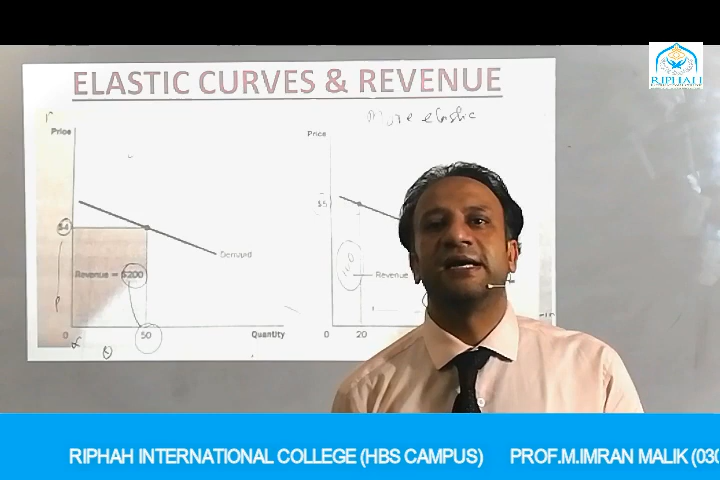 RIPHAH
ELASTIC CURVES & REVENUE
Price
$4
Revenue = $200
Demand
0
50
Quantity
P
Q
More elastic
Price
$5
Revenue
0
20
RIPHAH INTERNATIONAL COLLEGE (HBS CAMPUS) PROF.M.IMRAN MALIK (030